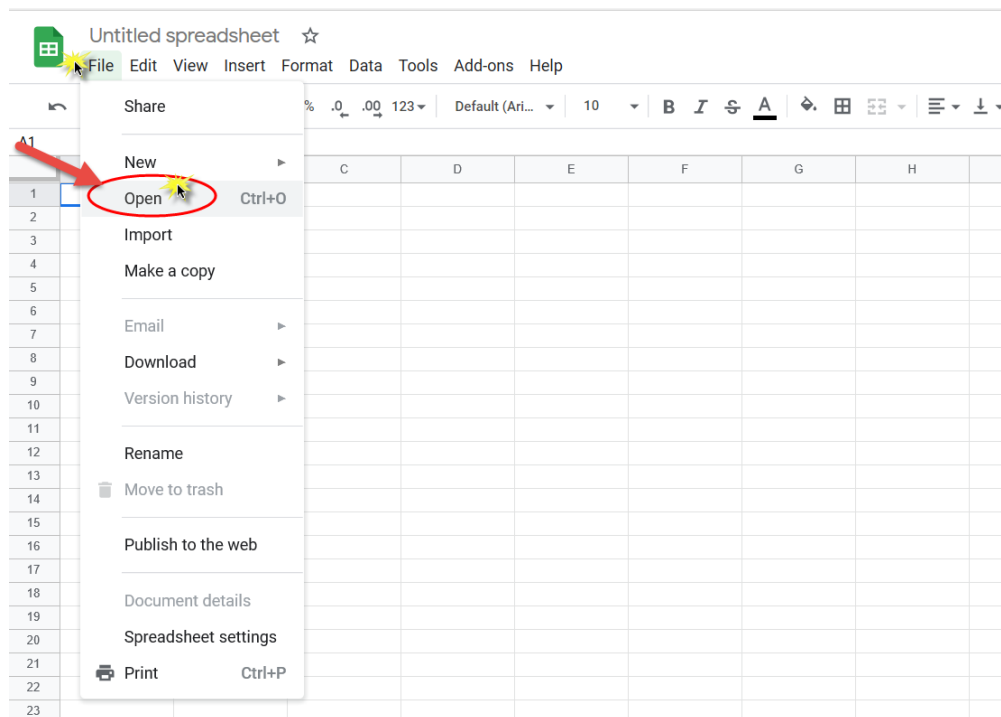 Untitled spreadsheet
File Edit View Insert Format Data Tools Add-ons Help
% .0 .00 123 Default (Ari... 10 B I S A
A1
C D E F G H
Share
New
Open Ctrl+O
Import
Make a copy
Email
Download
Version history
Rename
Move to trash
Publish to the web
Document details
Spreadsheet settings
Print Ctrl+P
1
2
3
4
5
6
7
8
9
10
11
12
13
14
15
16
17
18
19
20
21
22
23